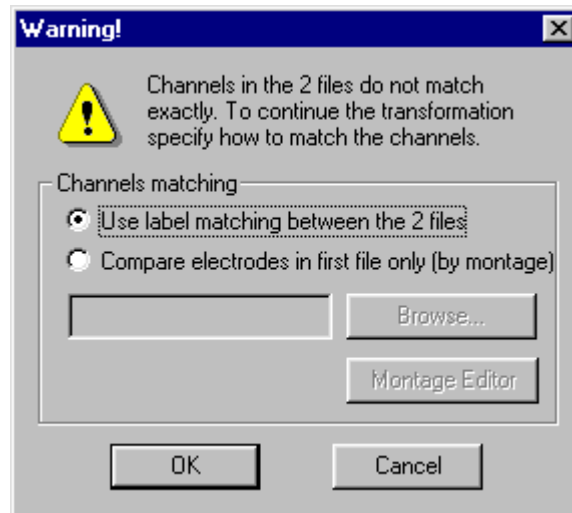 Warning!
Channels in the 2 files do not match
exactly. To continue the transformation
specify how to match the channels.
Channels matching
Use label matching between the 2 files
Compare electrodes in first file only (by montage)
Browse...
Montage Editor
OK Cancel